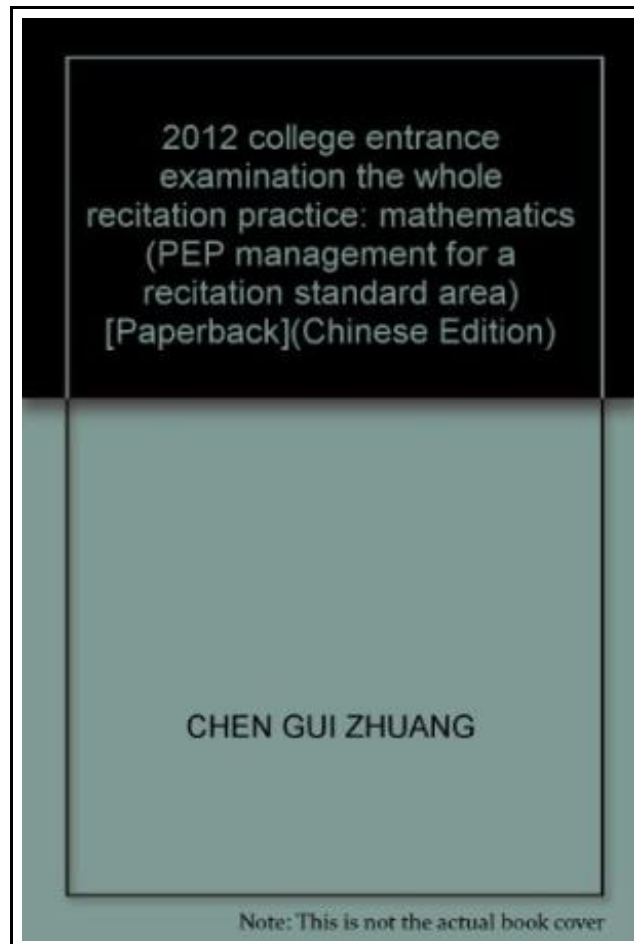 2012 college entrance
examination the whole
recitation practice: mathematics
(PEP management for a
recitation standard area)
[Paperback](Chinese Edition)
CHEN GUI ZHUANG
Note: This is not the actual book cover